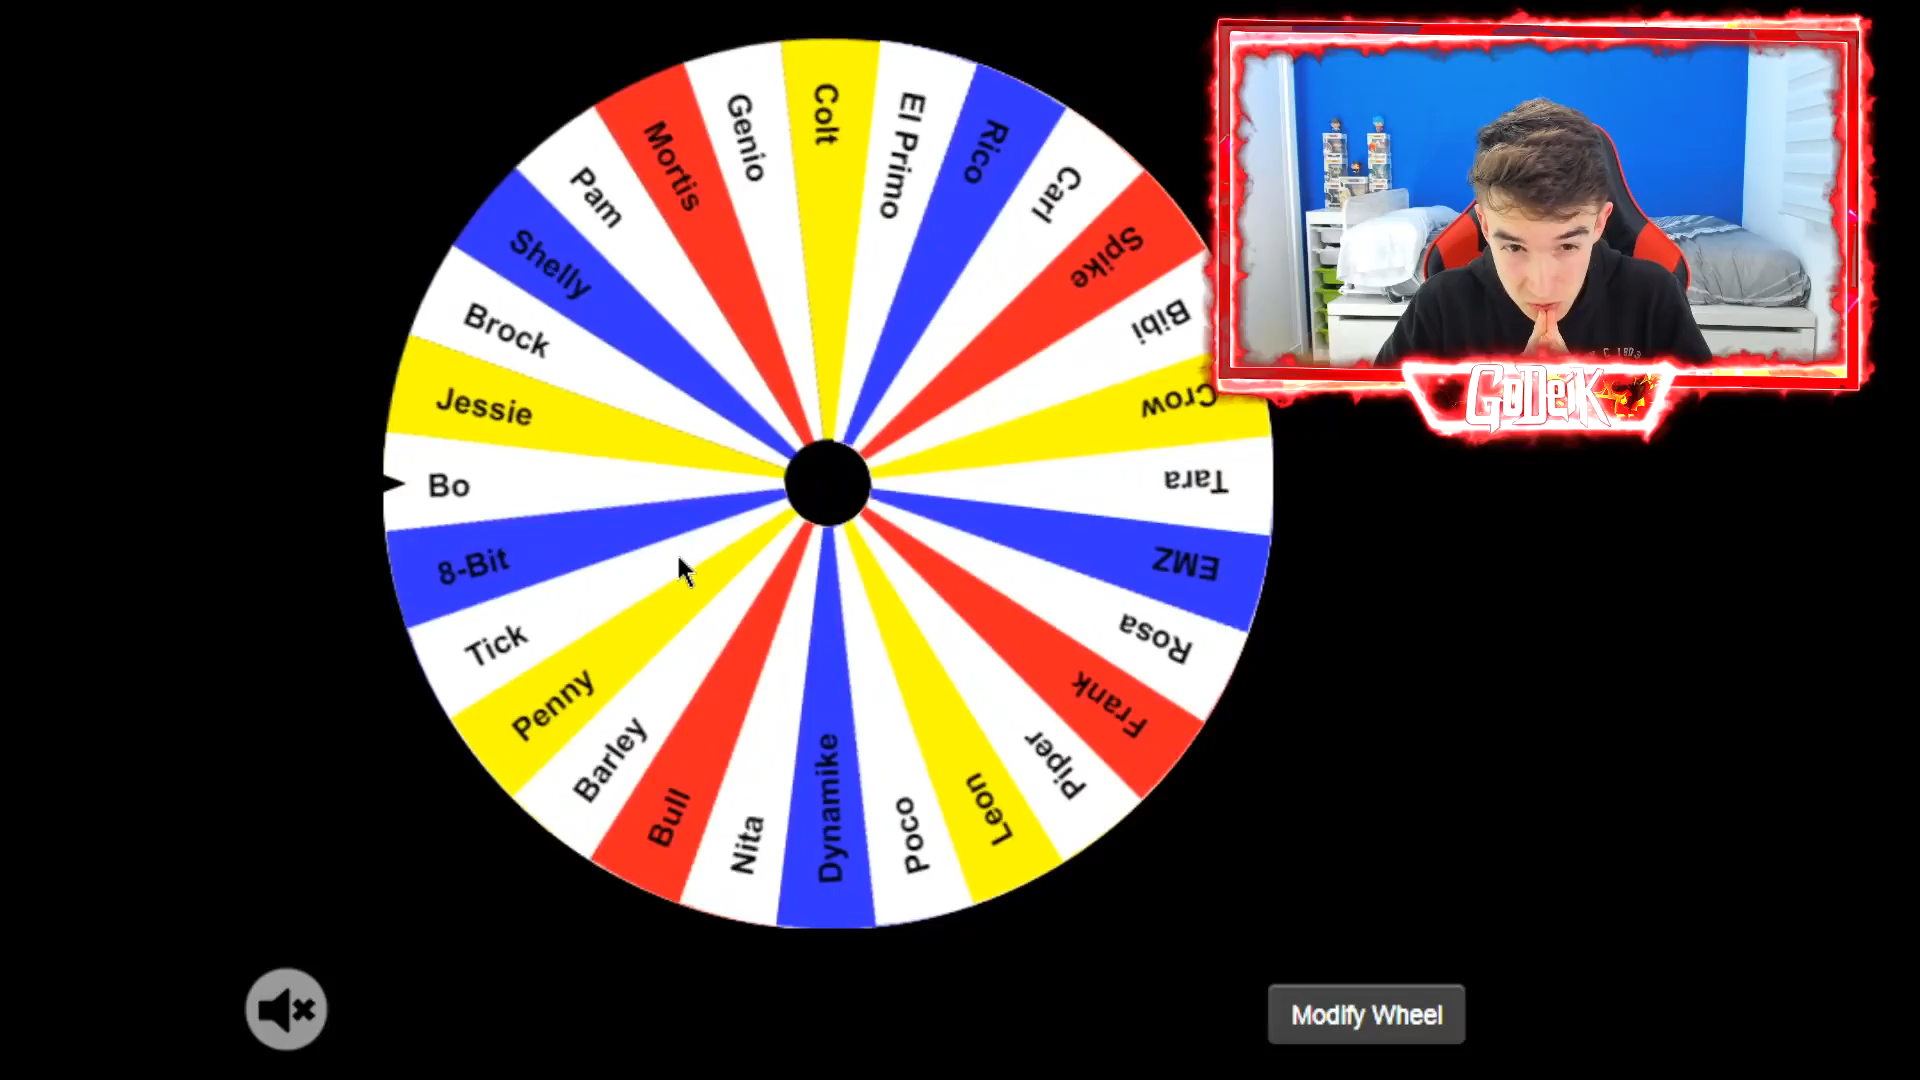 Colt
El Primo
Rico
Carl
Spike
Bibi
Crow
Tara
EMZ
Rosa
Frank
Piper
Leon
Poco
Dynamike
Nita
Bull
Barley
Penny
Tick
8-Bit
Bo
Jessie
Brock
Shelly
Pam
Mortis
Genio
GoDeiK
Modify Wheel